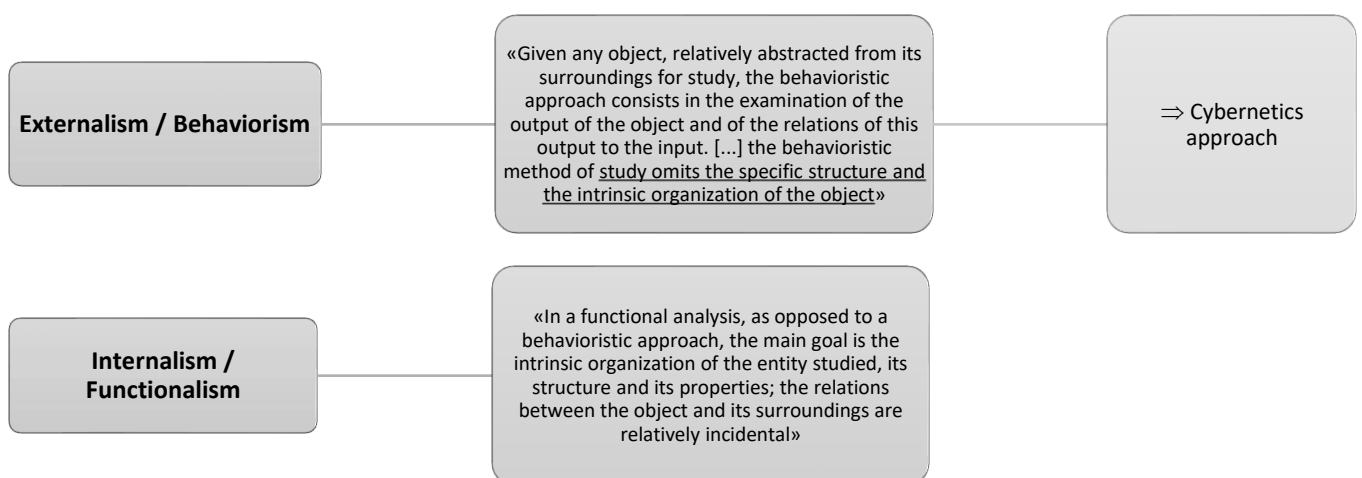 Externalism / Behaviorism
«Given any object, relatively abstracted from its
surroundings for study, the behavioristic
approach consists in the examination of the
output of the object and of the relations of this
output to the input. [...] the behavioristic
method of study omits the specific structure and
the intrinsic organization of the object»
⇒ Cybernetics
approach
Internalism /
Functionalism
«In a functional analysis, as opposed to a
behavioristic approach, the main goal is the
intrinsic organization of the entity studied, its
structure and its properties; the relations
between the object and its surroundings are
relatively incidental»